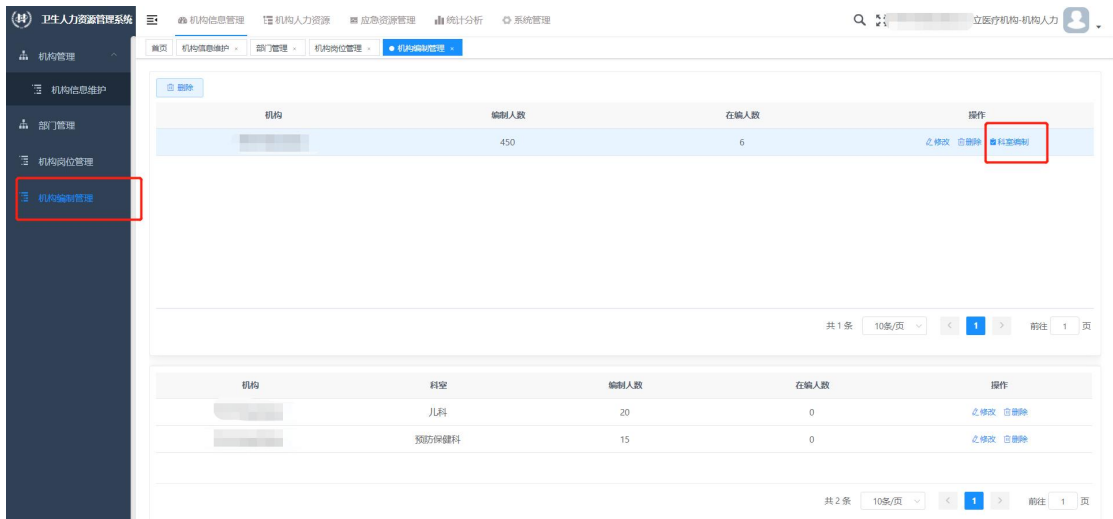 卫生人力资源管理系统
机构信息管理 机构人力资源 应急资源管理 统计分析 系统管理
立医疗机构-机构人力
首页 机构信息维护 × 部门管理 × 机构岗位管理 × 机构编制管理 ×
机构管理
机构信息维护
部门管理
机构岗位管理
机构编制管理
删除
机构 编制人数 在编人数 操作
450 6 修改 删除 科室编制
共 1 条 10条/页 < 1 > 前往 1 页
机构 科室 编制人数 在编人数 操作
儿科 20 0 修改 删除
预防保健科 15 0 修改 删除
共 2 条 10条/页 < 1 > 前往 1 页